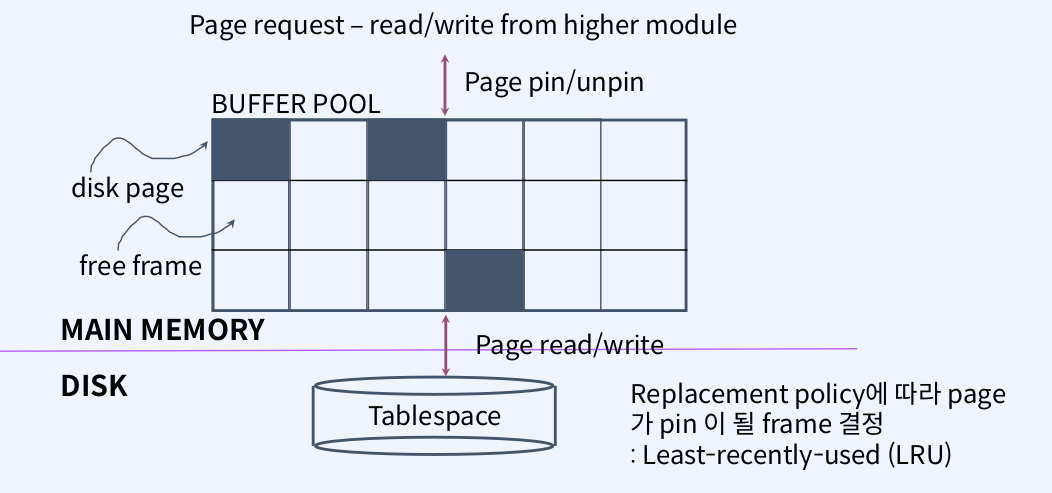 Page request – read/write from higher module
Page pin/unpin
BUFFER POOL
disk page
free frame
MAIN MEMORY
Page read/write
DISK
Tablespace
Replacement policy에 따라 page
가 pin 이 될 frame 결정
: Least-recently-used (LRU)